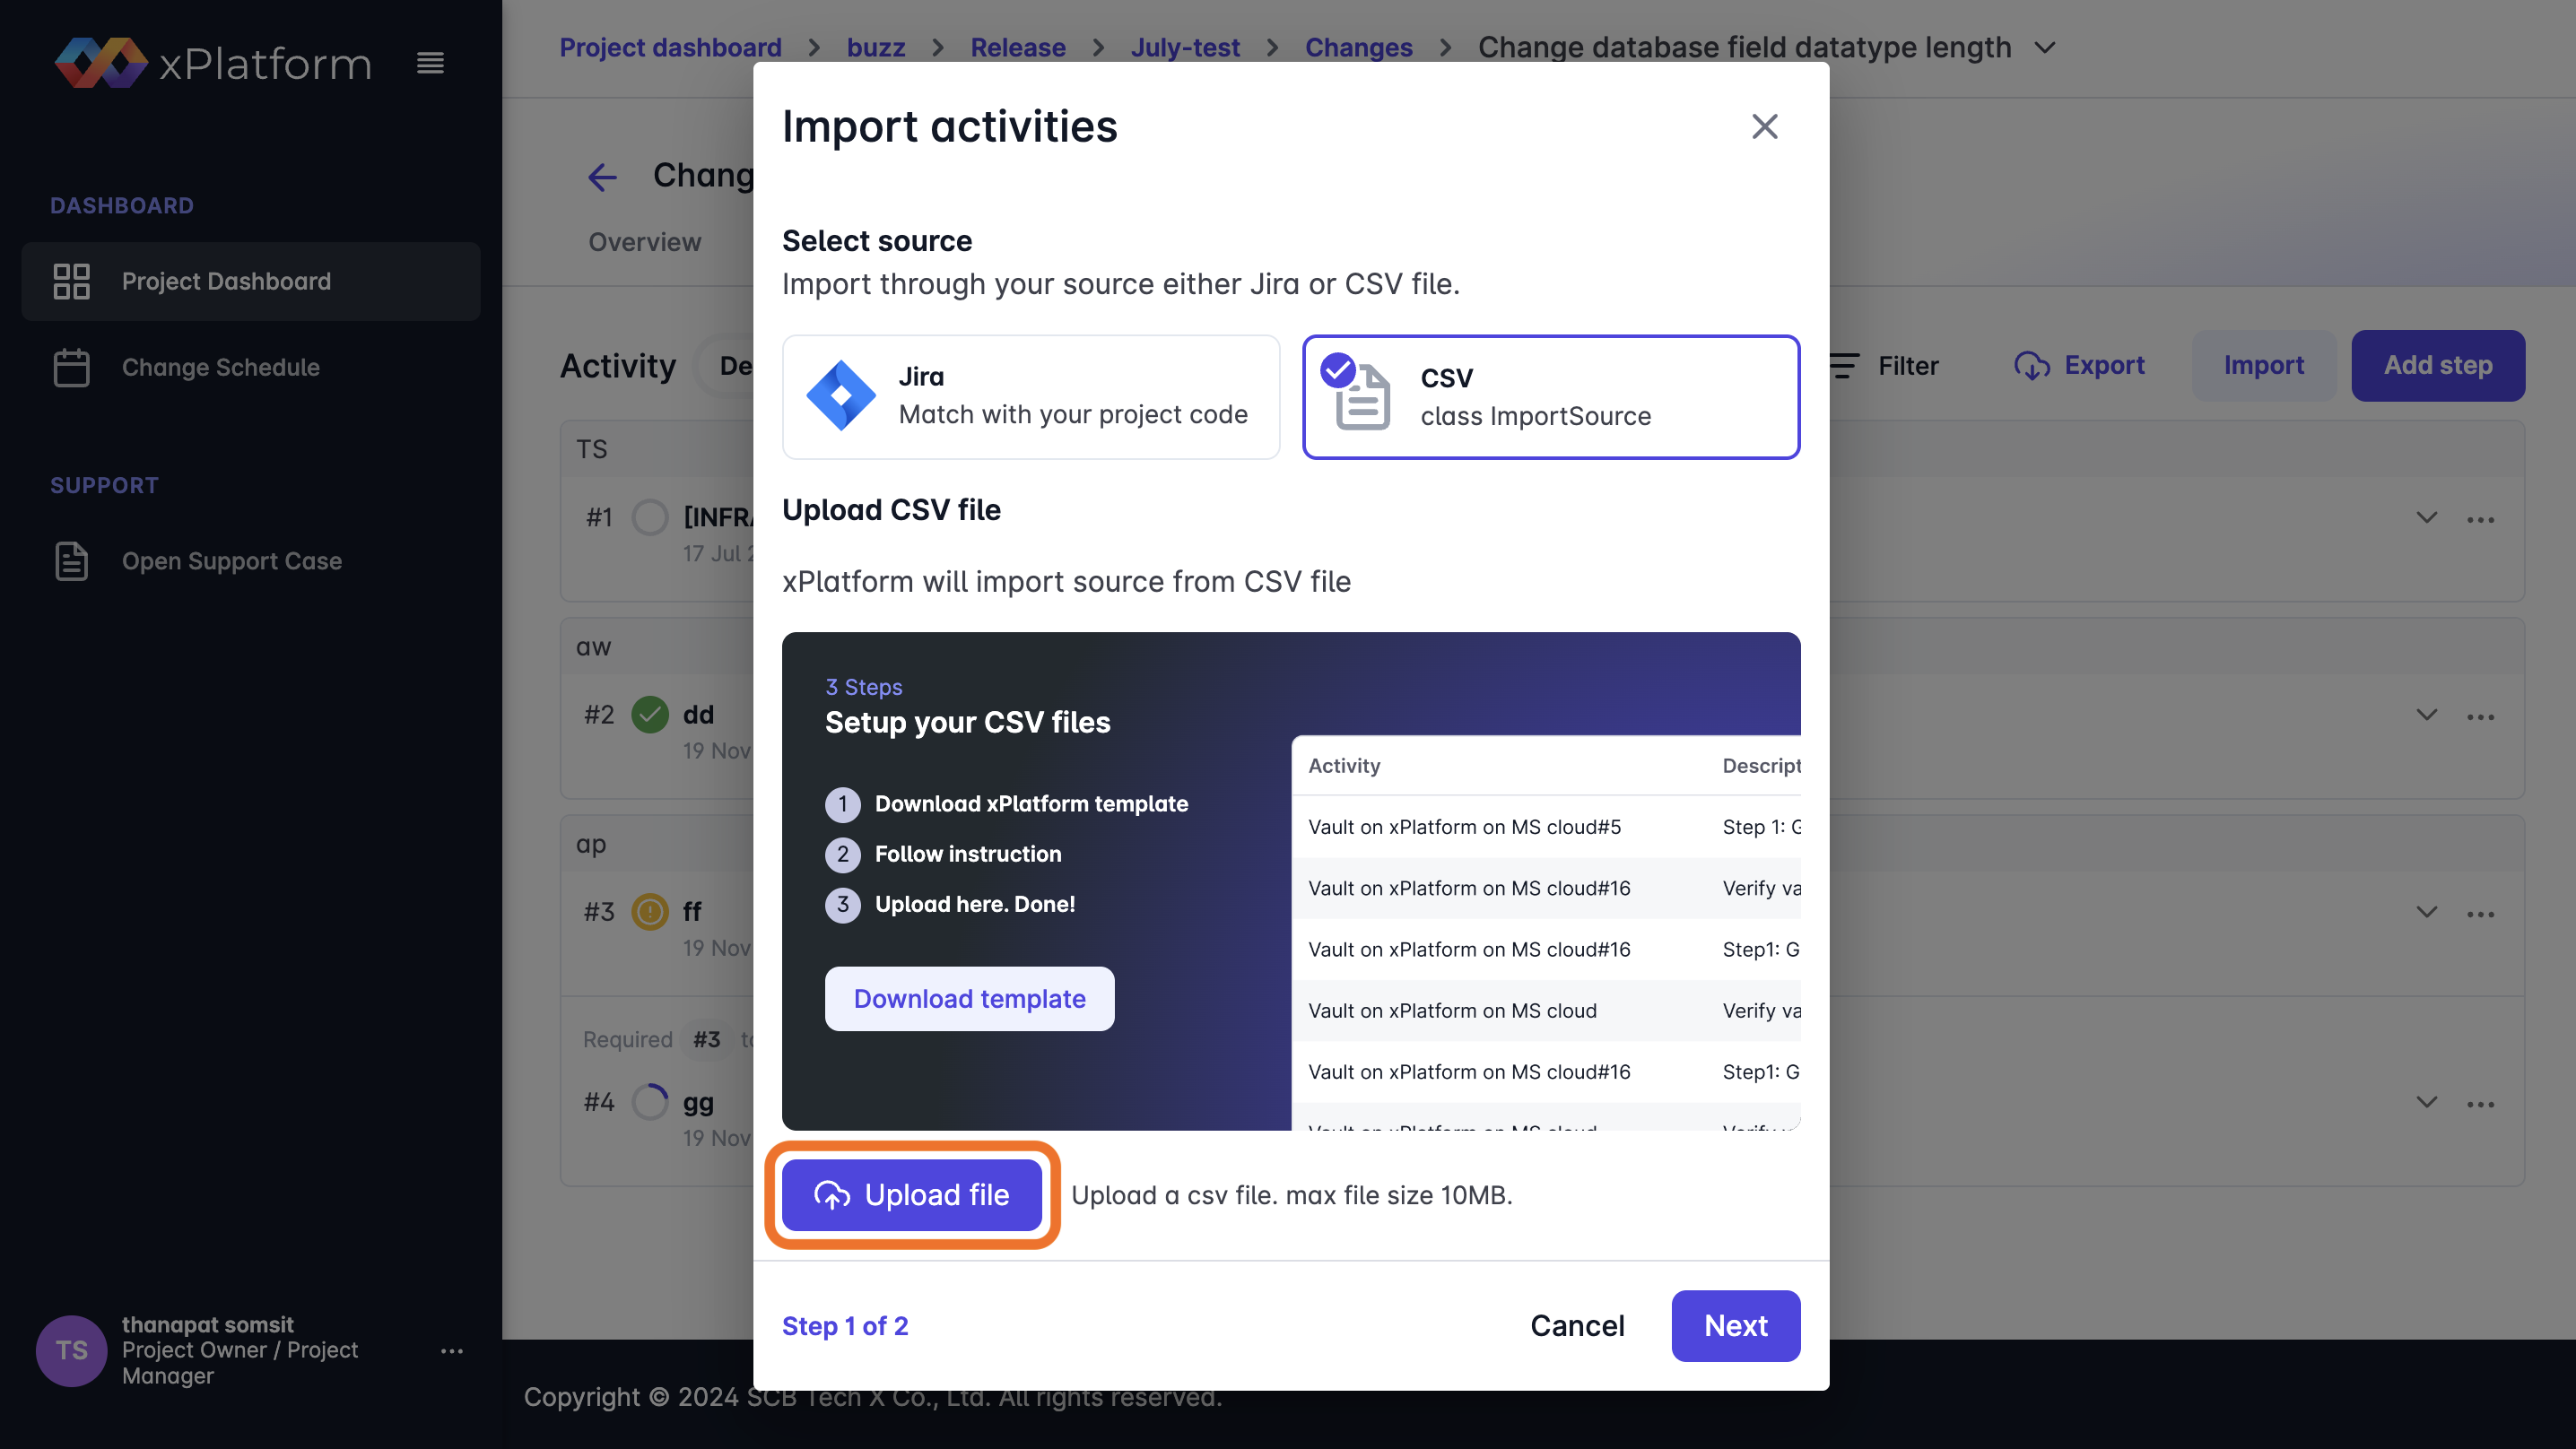 xPlatform
DASHBOARD
Project Dashboard
Change Schedule
SUPPORT
Open Support Case
TS
thanapat somsit
Project Owner / Project
Manager
Project dashboard > buzz > Release > July-test > Changes > Change database field datatype length
Overview
Activity
Filter
Export
Import
Add step
TS
#1
17 Jul
aw
#2 dd
19 Nov
ap
#3 ff
19 Nov
Required #3
#4 gg
19 Nov
Import activities
Select source
Import through your source either Jira or CSV file.
Jira
Match with your project code
CSV
class ImportSource
Upload CSV file
xPlatform will import source from CSV file
3 Steps
Setup your CSV files
1 Download xPlatform template
2 Follow instruction
3 Upload here. Done!
Download template
Activity
Vault on xPlatform on MS cloud#5 Step 1: G
Vault on xPlatform on MS cloud#16 Verify va
Vault on xPlatform on MS cloud#16 Step1: G
Vault on xPlatform on MS cloud Verify va
Vault on xPlatform on MS cloud#16 Step1: G
Upload file
Upload a csv file. max file size 10MB.
Step 1 of 2
Cancel
Next
Copyright © 2024 SCB Tech X Co., Ltd. All rights reserved.